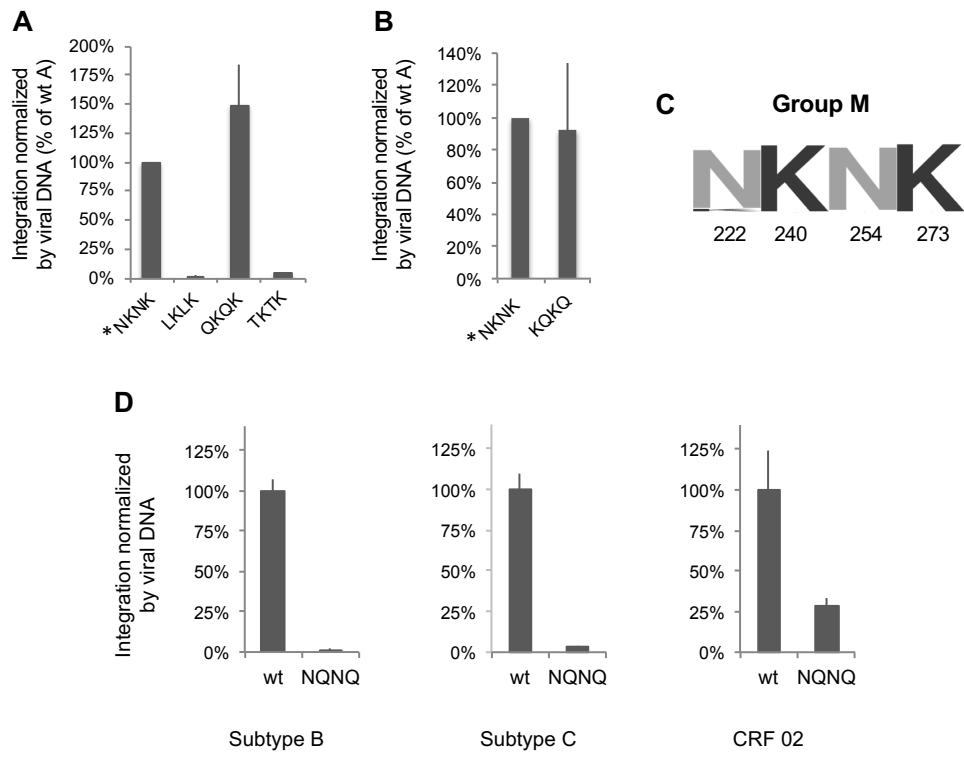 A
Integration normalized
by viral DNA (% of wt A)
200%
175%
150%
125%
100%
75%
50%
25%
0%
*NKNK
LKLK
QKQK
TKTK
B
Integration normalized
by viral DNA (% of wt A)
140%
120%
100%
80%
60%
40%
20%
0%
*NKNK
KQKQ
C
Group M
NKNK
222 240 254 273
D
Integration normalized
by viral DNA
125%
100%
75%
50%
25%
0%
wt NQNQ
Subtype B
125%
100%
75%
50%
25%
0%
wt NQNQ
Subtype C
125%
100%
75%
50%
25%
0%
wt NQNQ
CRF 02